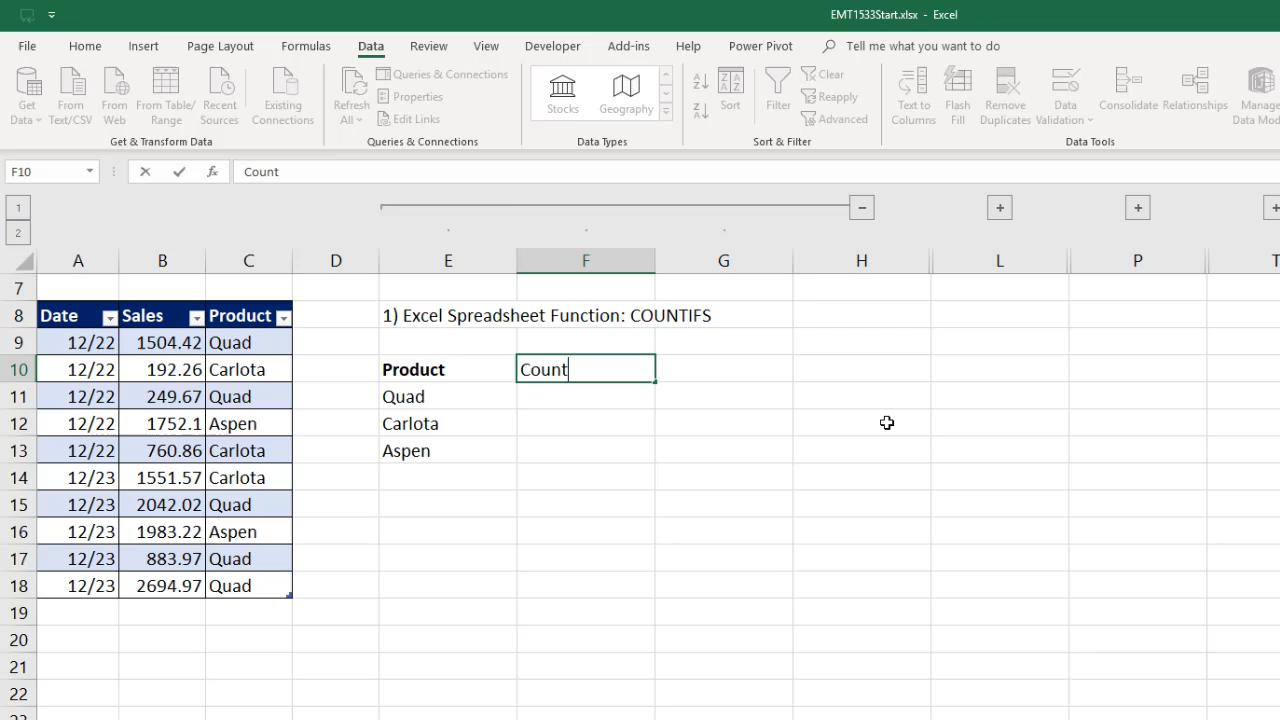 EMT1533Start.xlsx - Excel
File Home Insert Page Layout Formulas Data Review View Developer Add-ins Help Power Pivot Tell me what you want to do
Get Data
From Text/CSV
From Web
From Table/ Range
Recent Sources
Existing Connections
Refresh All
Queries & Connections
Properties
Edit Links
Stocks
Geography
Sort
Filter
Clear
Reapply
Advanced
Text to Columns
Flash Fill
Remove Duplicates
Data Validation
Consolidate
Relationships
Manage Data Mod
Get & Transform Data Queries & Connections Data Types Sort & Filter Data Tools
F10 fx Count
1
2
A B C D E F G H L P T
7
8 Date Sales Product 1) Excel Spreadsheet Function: COUNTIFS
9 12/22 1504.42 Quad
10 12/22 192.26 Carlota Product Count
11 12/22 249.67 Quad Quad
12 12/22 1752.1 Aspen Carlota
13 12/22 760.86 Carlota Aspen
14 12/23 1551.57 Carlota
15 12/23 2042.02 Quad
16 12/23 1983.22 Aspen
17 12/23 883.97 Quad
18 12/23 2694.97 Quad
19
20
21
22